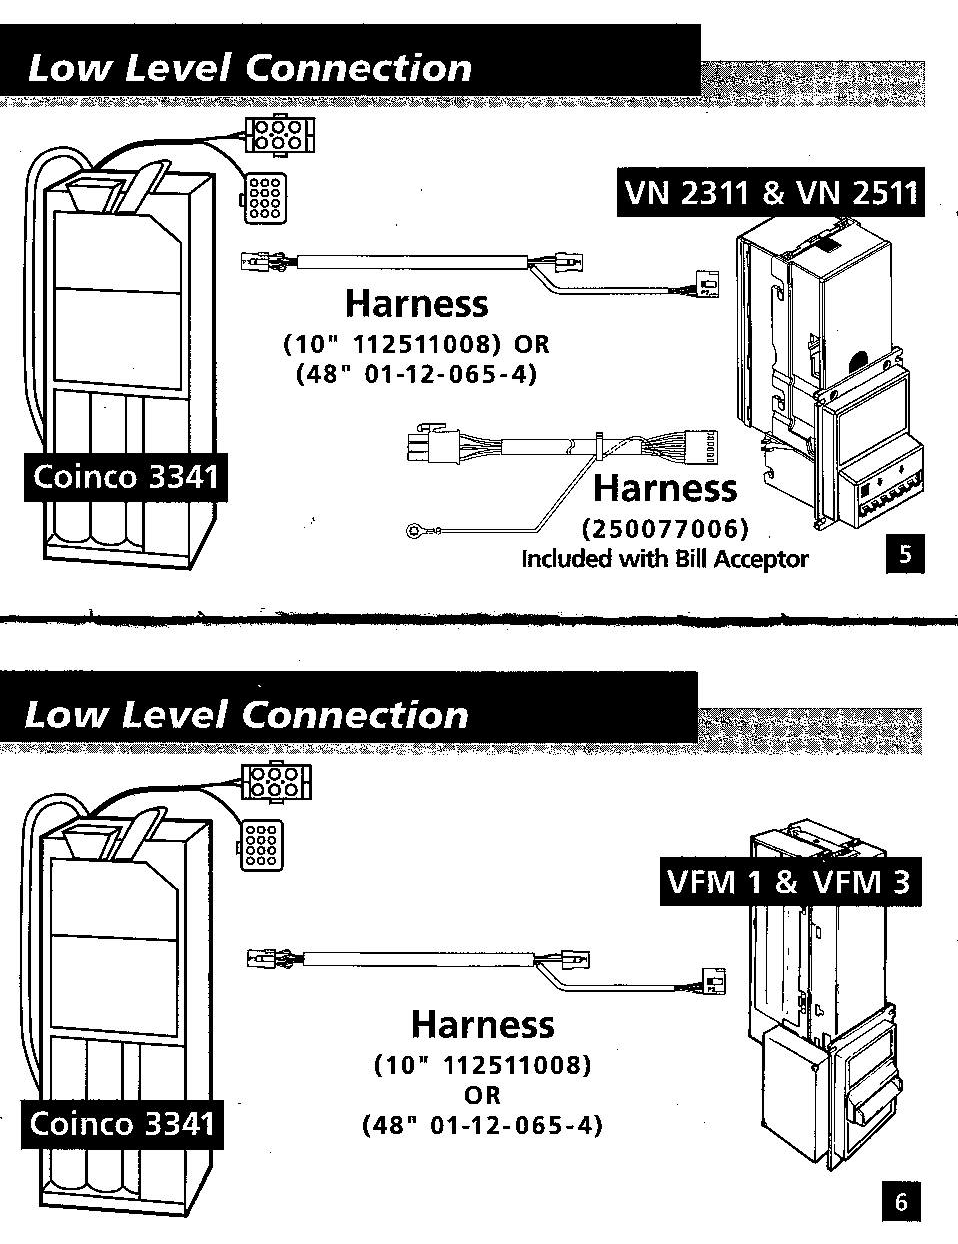 Low Level Connection
VN 2311 & VN 2511
Harness
(10" 112511008) OR
(48" 01-12-065-4)
Coinco 3341
Harness
(250077006)
Included with Bill Acceptor
5
Low Level Connection
VFM 1 & VFM 3
Harness
(10" 112511008)
OR
(48" 01-12-065-4)
Coinco 3341
6